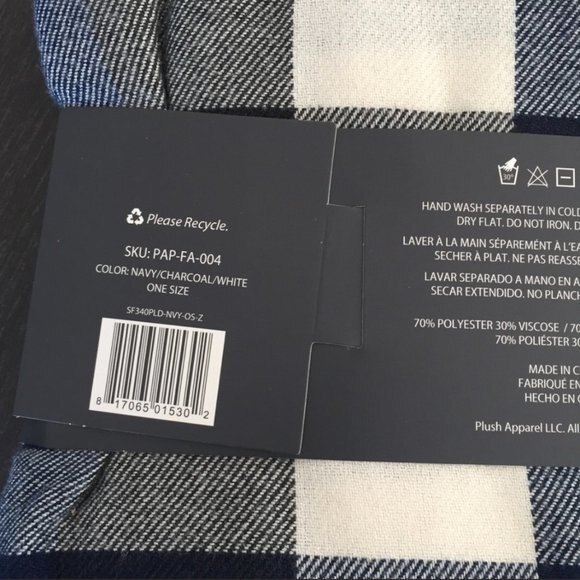 Please Recycle.
SKU: PAP-FA-004
COLOR: NAVY/CHARCOAL/WHITE
ONE SIZE
SF340PLD-NVY-OS-Z
8 17065 01530 2
30°
HAND WASH SEPARATELY IN COLD
DRY FLAT. DO NOT IRON. D
LAVER À LA MAIN SÉPARÉMENT À L'EA
SECHER À PLAT. NE PAS REASSE
LAVAR SEPARADO A MANO EN A
SECAR EXTENDIDO. NO PLANCH
70% POLYESTER 30% VISCOSE / 70
70% POLIÉSTER 30
MADE IN C
FABRIQUÉ EN
HECHO EN C
Plush Apparel LLC. All